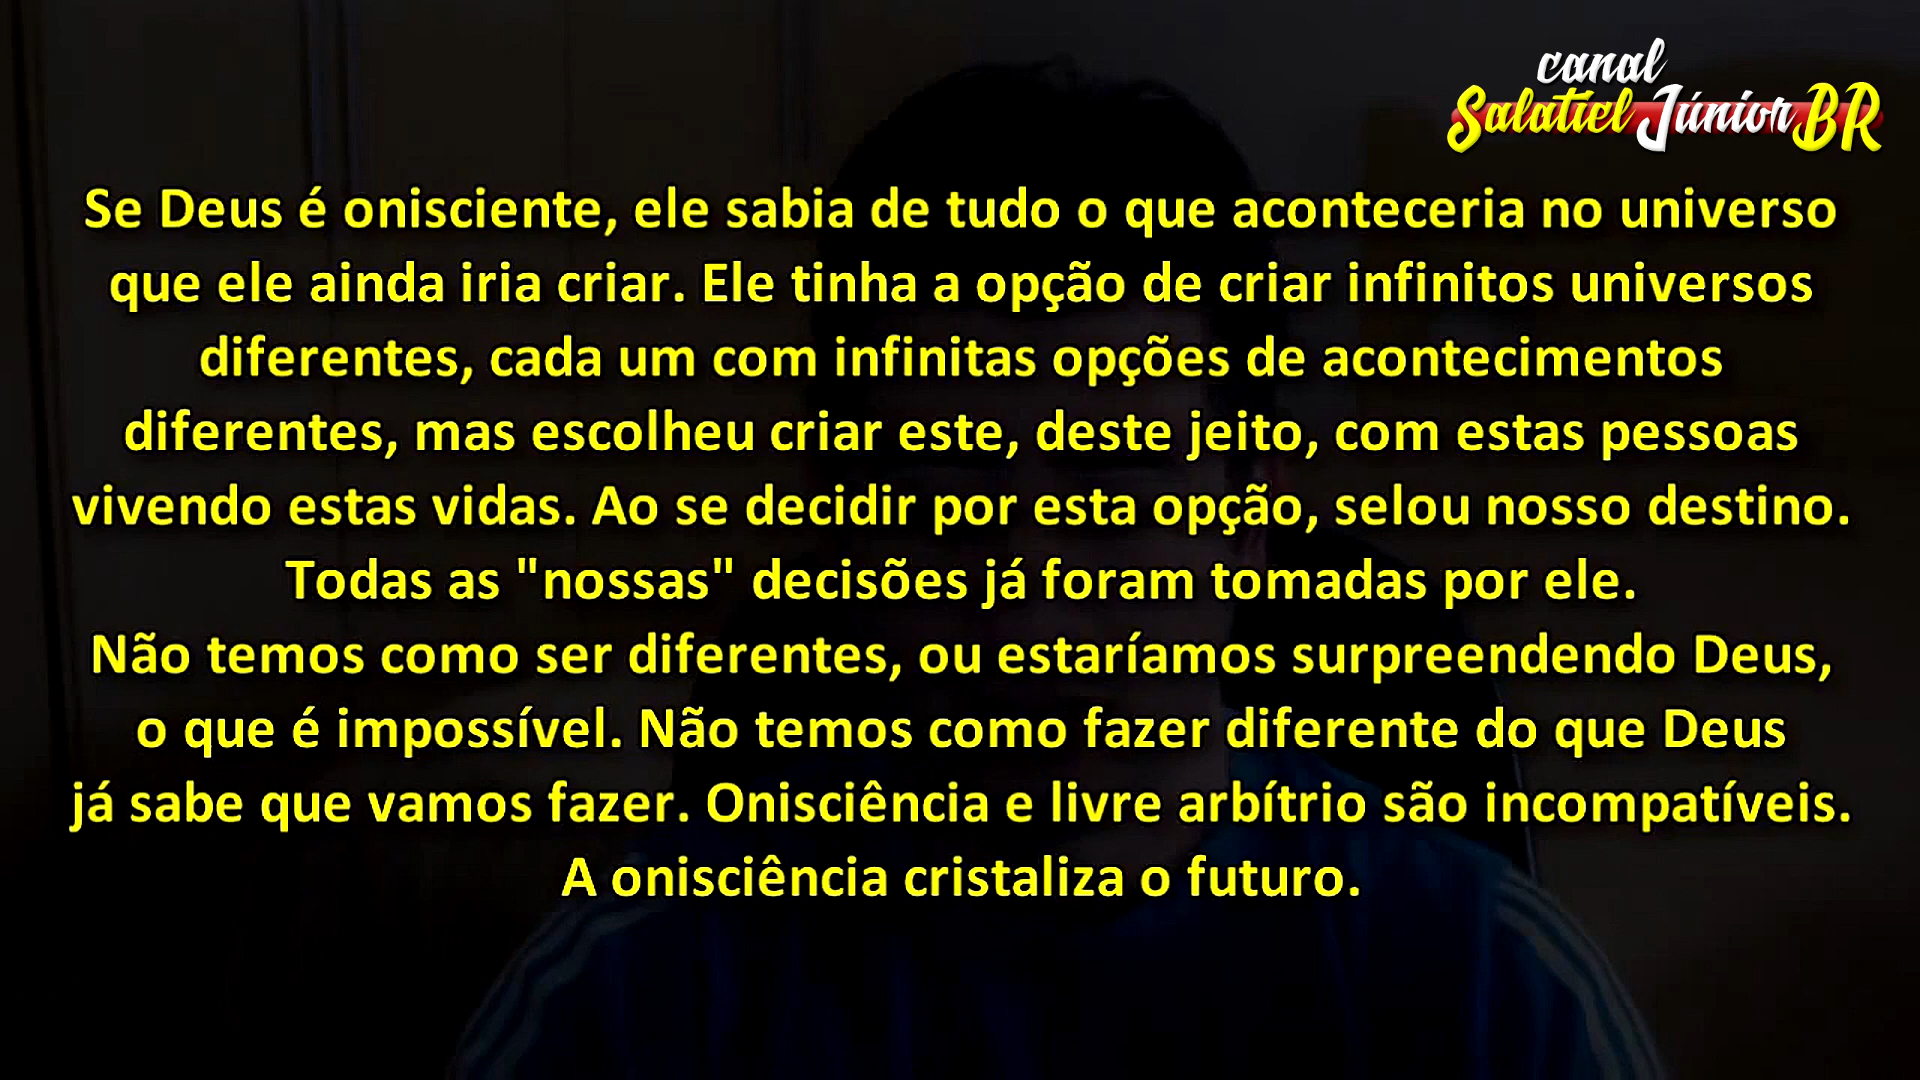 canal
Salatiel Júnior BR
Se Deus é onisciente, ele sabia de tudo o que aconteceria no universo
que ele ainda iria criar. Ele tinha a opção de criar infinitos universos
diferentes, cada um com infinitas opções de acontecimentos
diferentes, mas escolheu criar este, deste jeito, com estas pessoas
vivendo estas vidas. Ao se decidir por esta opção, selou nosso destino.
Todas as "nossas" decisões já foram tomadas por ele.
Não temos como ser diferentes, ou estaríamos surpreendendo Deus,
o que é impossível. Não temos como fazer diferente do que Deus
já sabe que vamos fazer. Onisciência e livre arbítrio são incompatíveis.
A onisciência cristaliza o futuro.